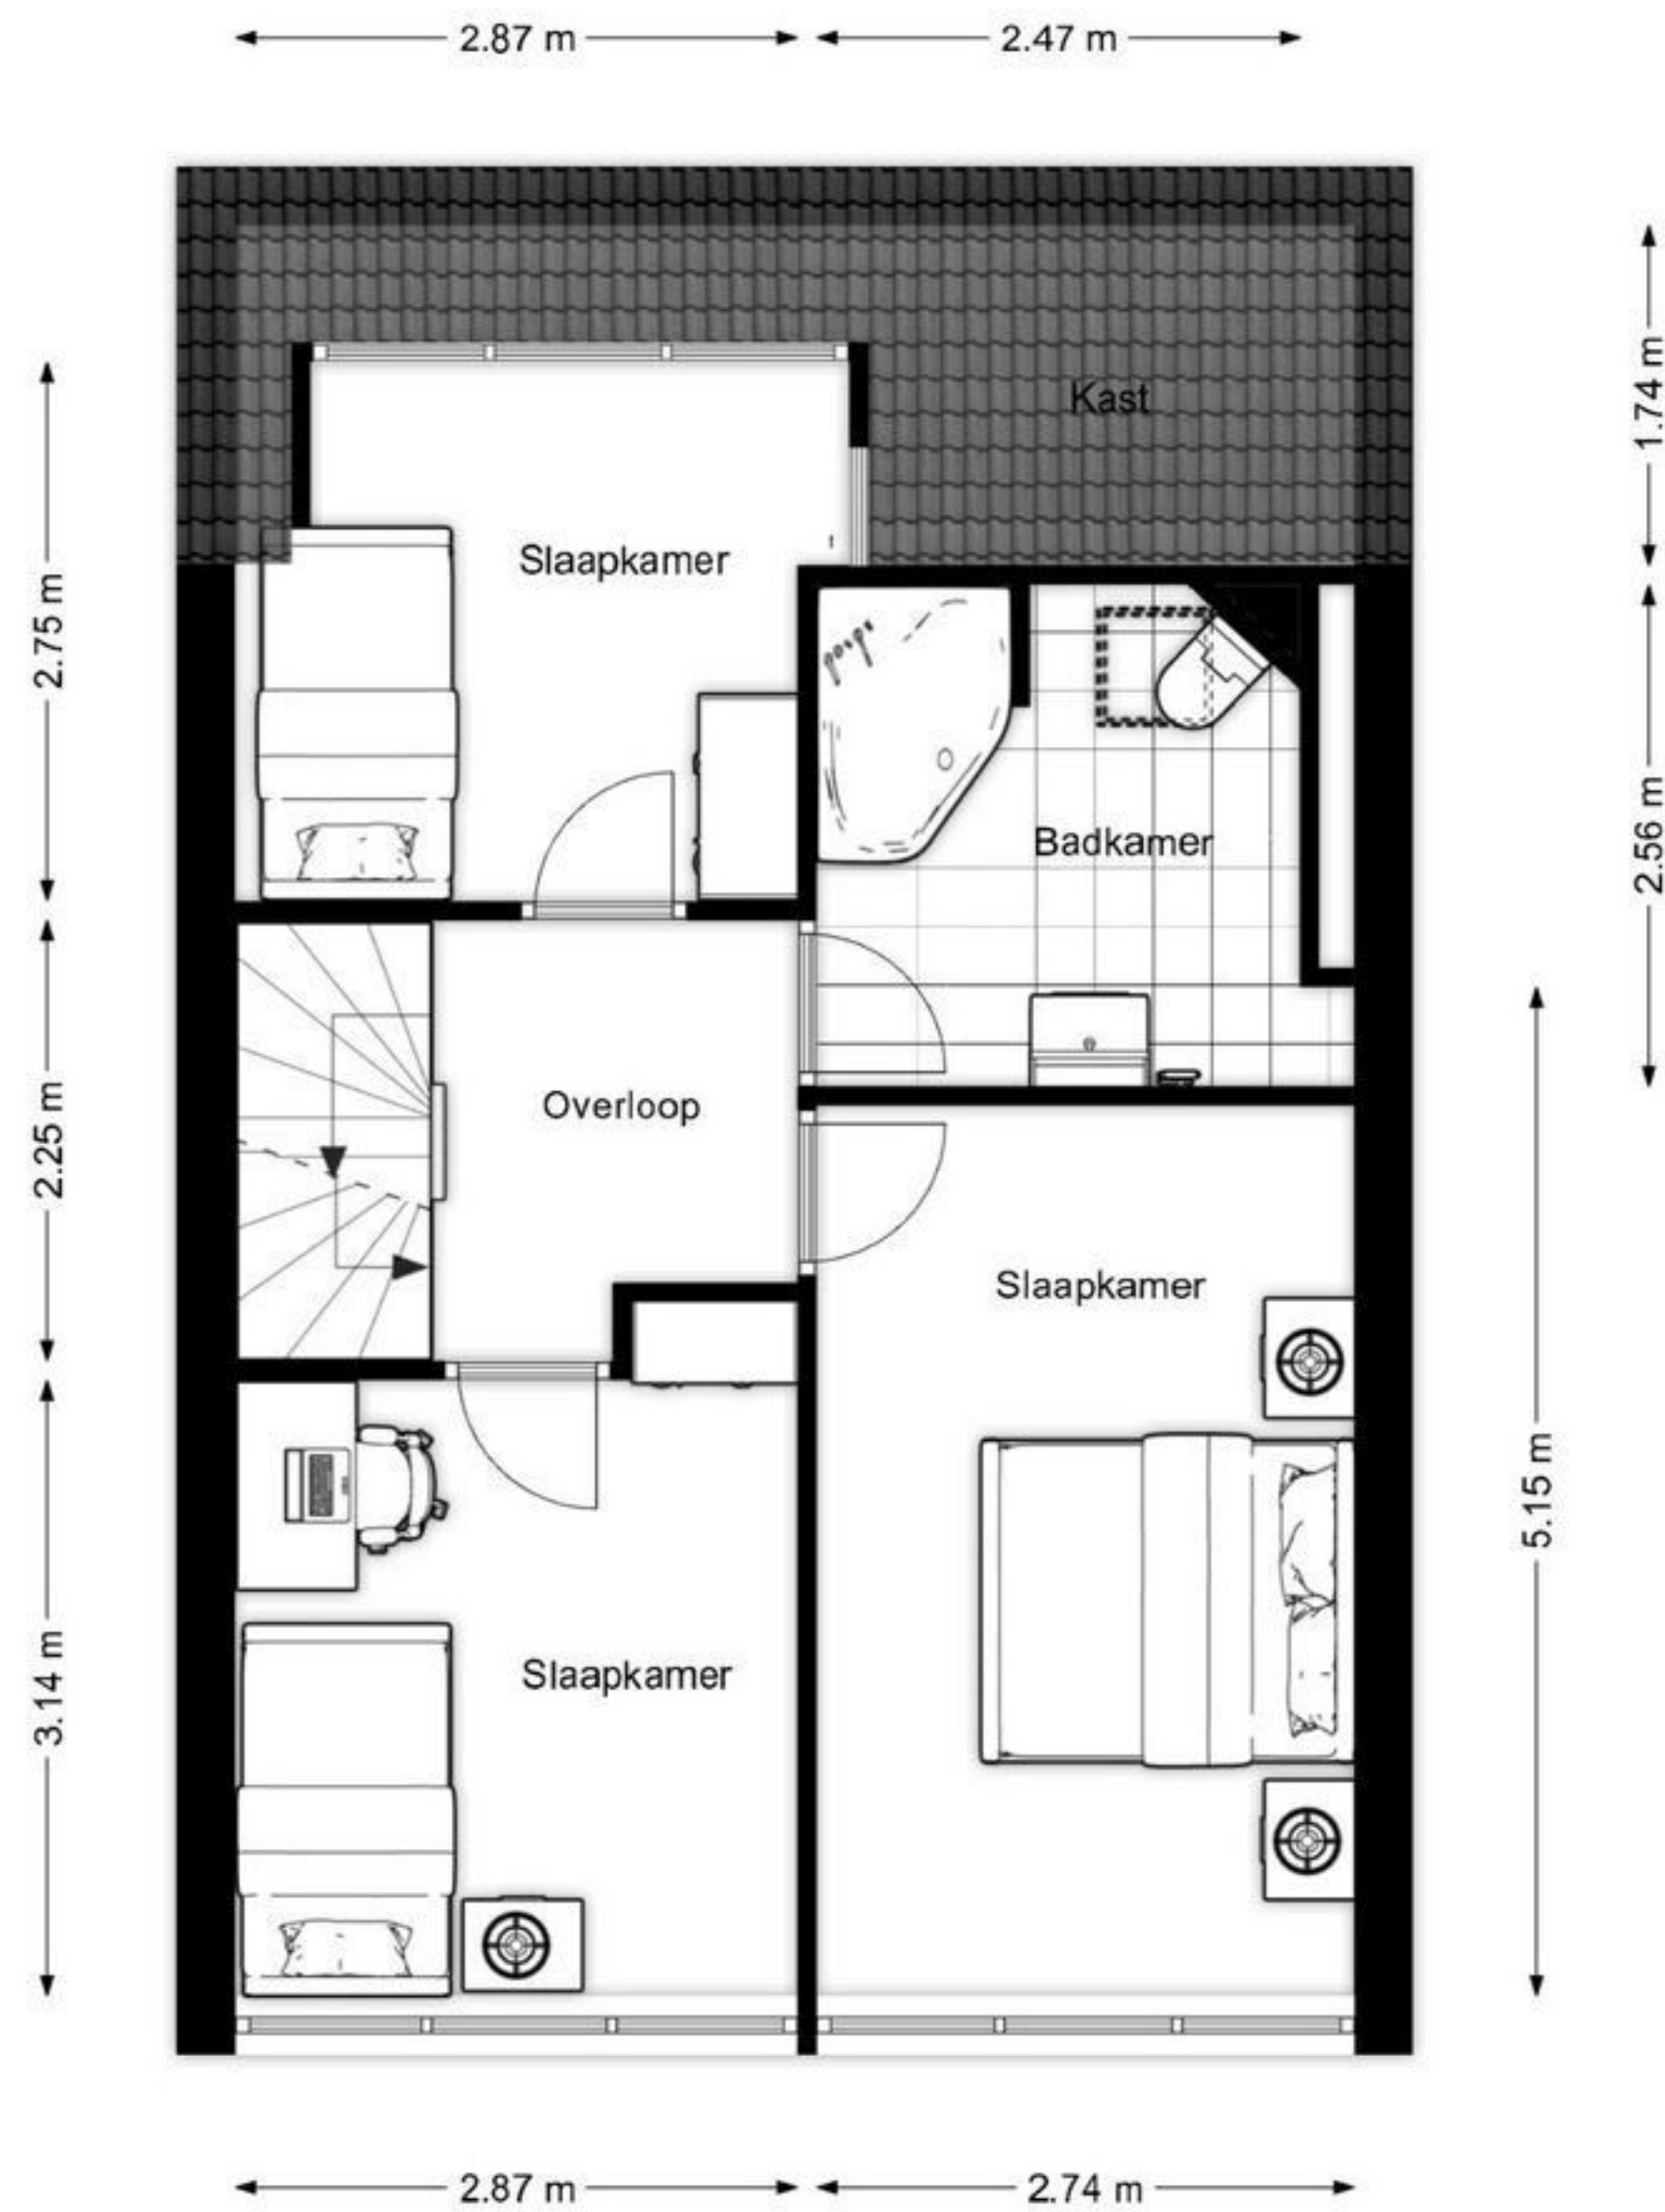 2.87 m
2.47 m
1.74 m
Kast
Slaapkamer
2.75 m
2.56 m
Badkamer
Overloop
2.25 m
Slaapkamer
5.15 m
3.14 m
Slaapkamer
2.87 m
2.74 m